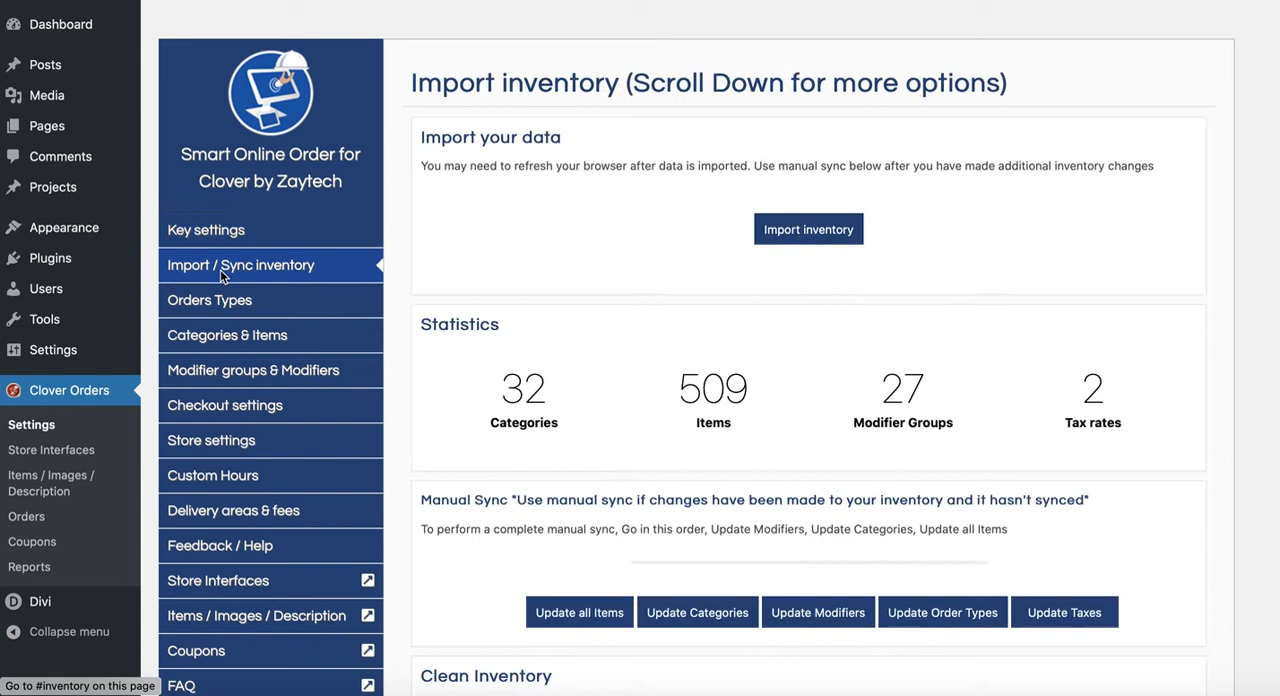 Dashboard
Posts
Media
Pages
Comments
Projects
Appearance
Plugins
Users
Tools
Settings
Clover Orders
Settings
Store Interfaces
Items / Images /
Description
Orders
Coupons
Reports
Divi
Collapse menu
Go to #inventory on this page
Smart Online Order for
Clover by Zaytech
Key settings
Import / Sync inventory
Orders Types
Categories & Items
Modifier groups & Modifiers
Checkout settings
Store settings
Custom Hours
Delivery areas & fees
Feedback / Help
Store Interfaces
Items / Images / Description
Coupons
FAQ
Import inventory (Scroll Down for more options)
Import your data
You may need to refresh your browser after data is imported. Use manual sync below after you have made additional inventory changes
Import inventory
Statistics
32 509 27 2
Categories Items Modifier Groups Tax rates
Manual Sync "Use manual sync if changes have been made to your inventory and it hasn't synced"
To perform a complete manual sync, Go in this order, Update Modifiers, Update Categories, Update all Items
Update all Items Update Categories Update Modifiers Update Order Types Update Taxes
Clean Inventory